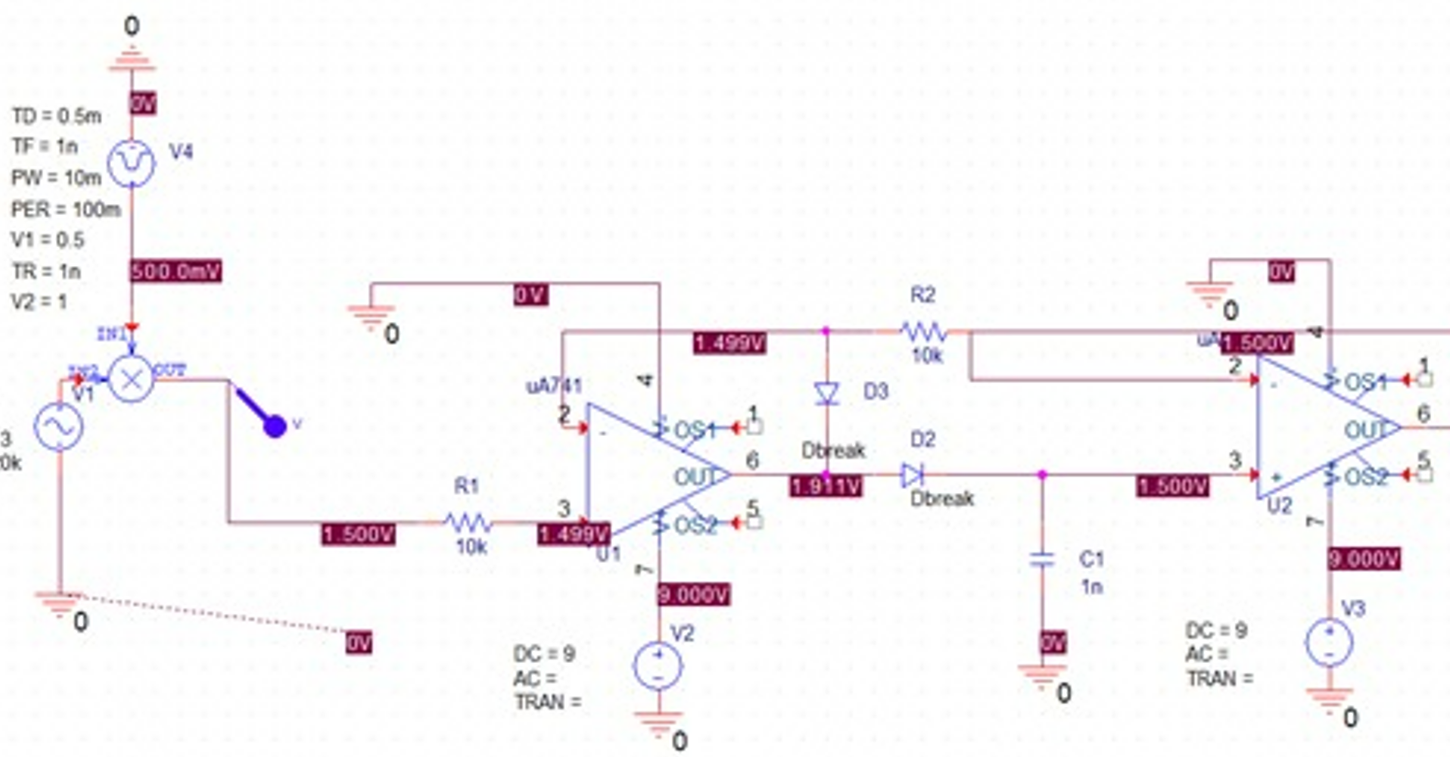 0
0V
TD = 0.5m
TF = 1n
PW = 10m
PER = 100m
V1 = 0.5
TR = 1n
V2 = 1
V4
500.0mV
IN1
IN2
OUT
V1
3
0k
v
0
0V
0V
0
R1
10k
1.500V
1.499V
uA741
2
3
4
7
-
OS1
OUT
OS2
1
6
5
U1
9.000V
V2
DC = 9
AC =
TRAN =
0
1.499V
R2
10k
D3
Dbreak
1.911V
D2
Dbreak
C1
1n
0V
0
1.500V
0V
0
uA
1.500V
2
3
4
7
-
+
OS1
OUT
OS2
1
6
5
U2
9.000V
V3
DC = 9
AC =
TRAN =
0